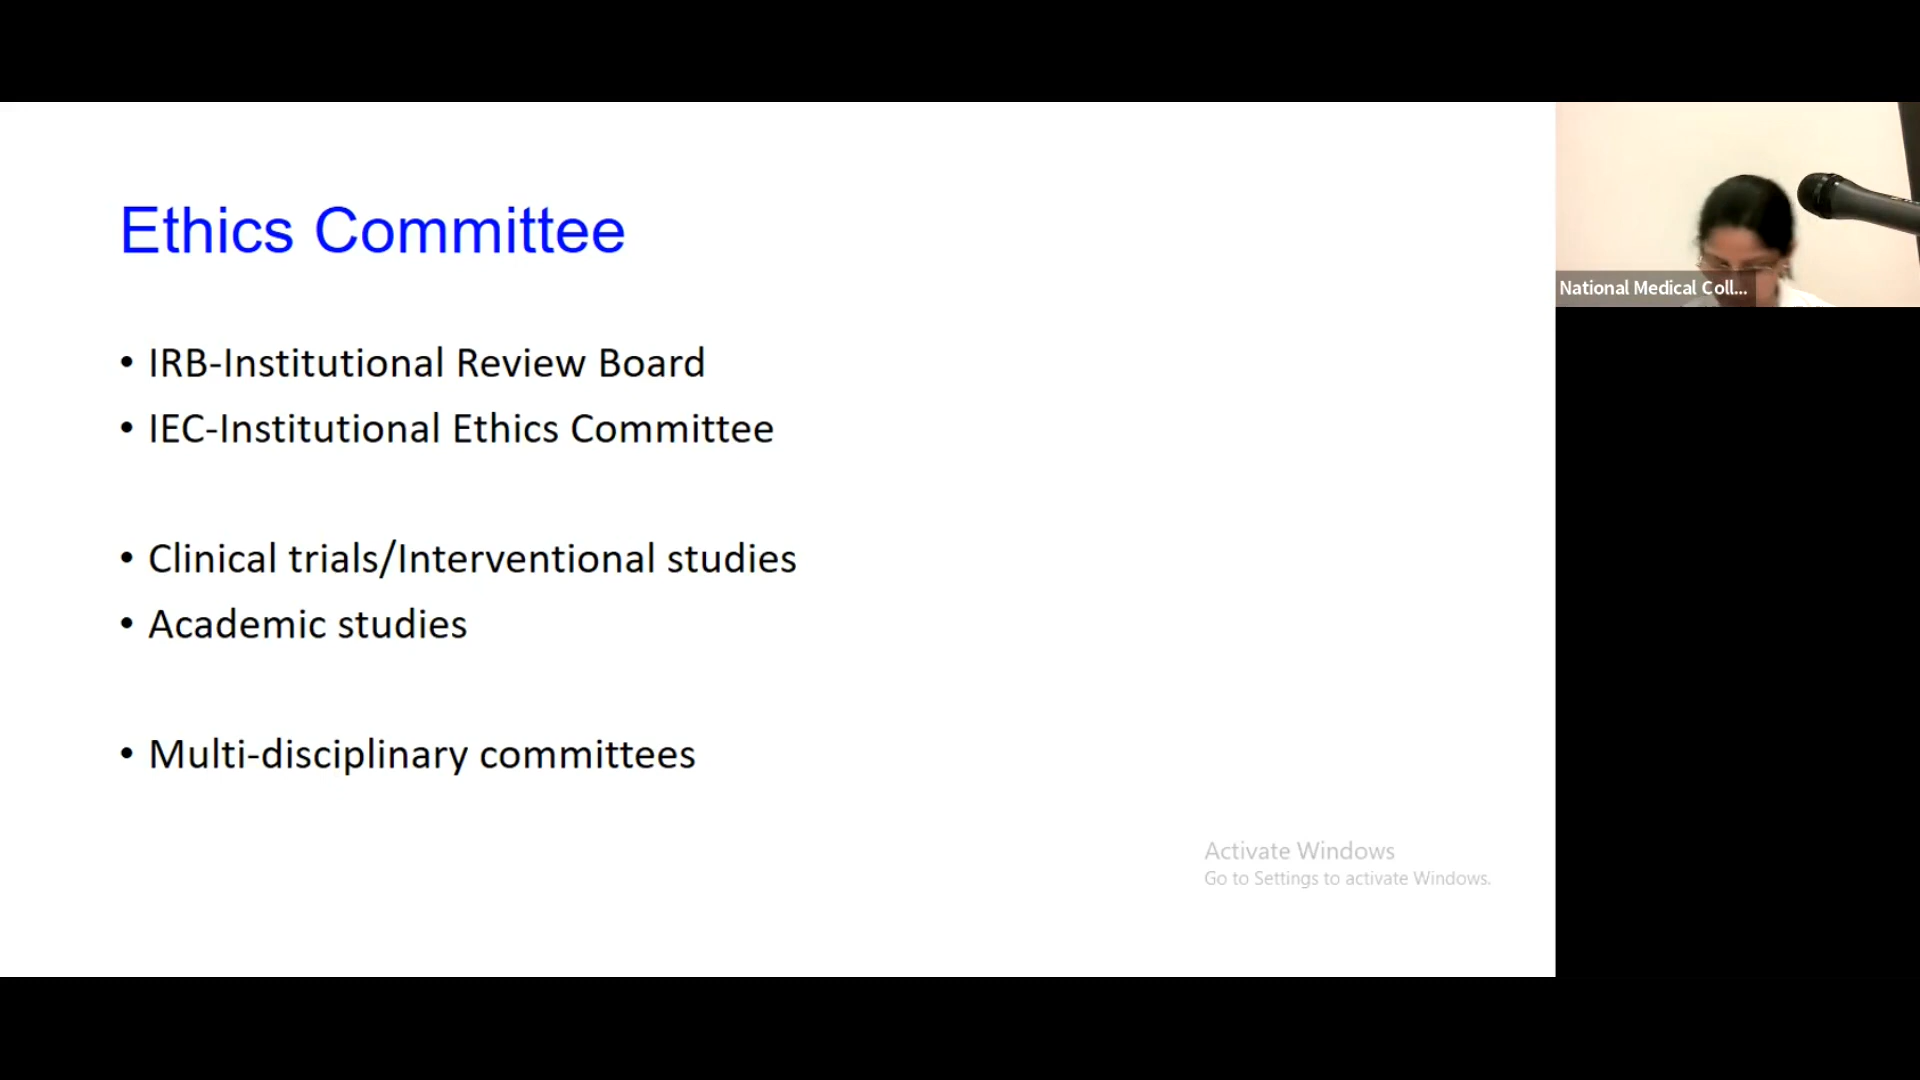 Ethics Committee
• IRB-Institutional Review Board
• IEC-Institutional Ethics Committee
• Clinical trials/Interventional studies
• Academic studies
• Multi-disciplinary committees
Activate Windows
Go to Settings to activate Windows.
National Medical Coll...